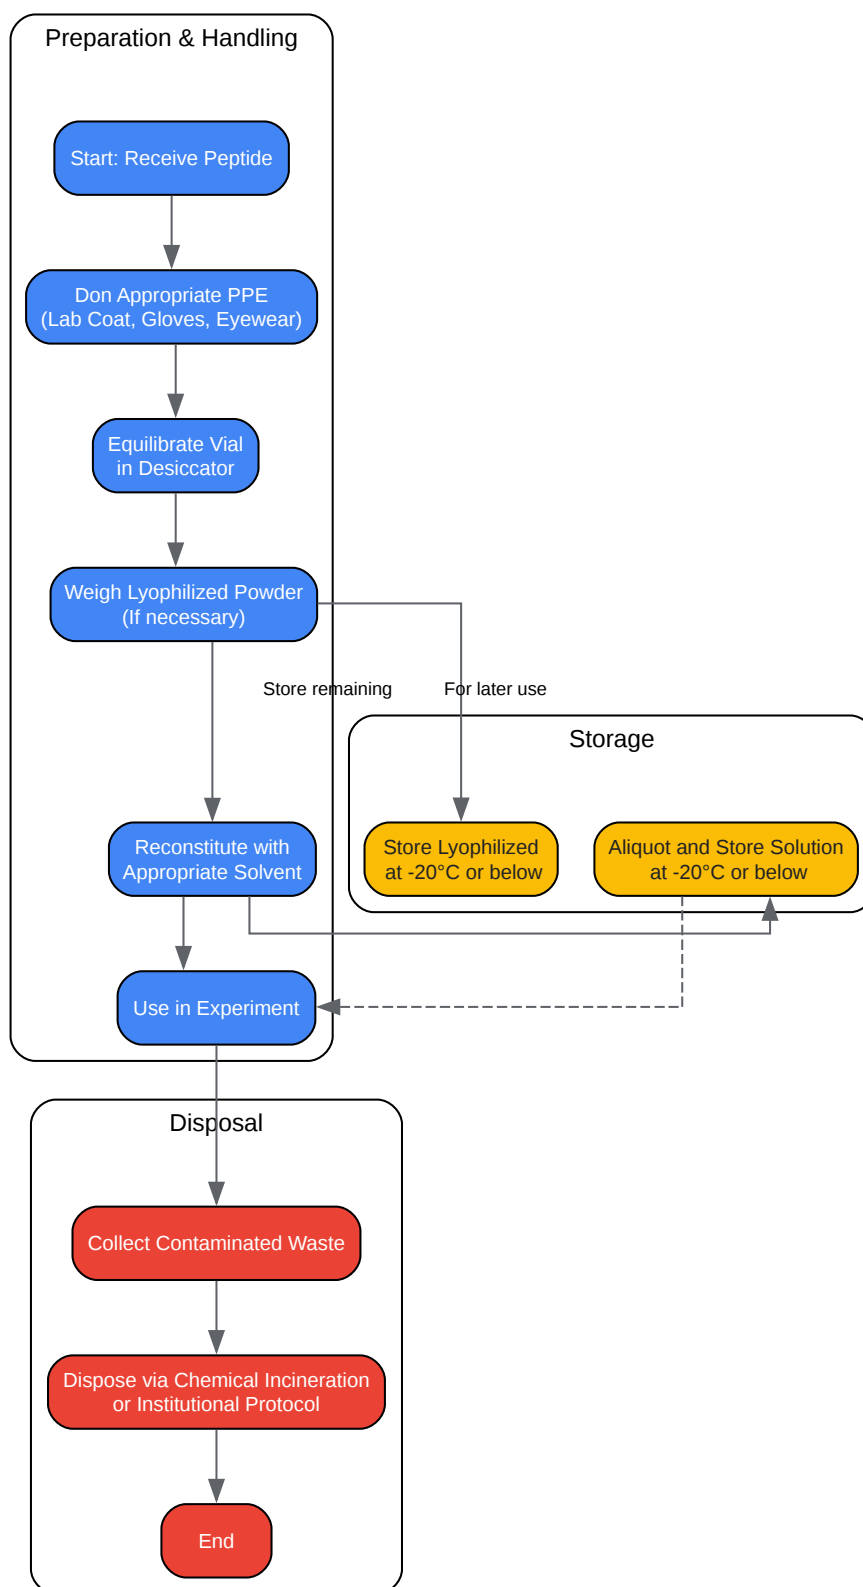 Preparation & Handling
Start: Receive Peptide
Don Appropriate PPE
(Lab Coat, Gloves, Eyewear)
Equilibrate Vial
in Desiccator
Weigh Lyophilized Powder
(If necessary)
Store remaining
For later use
Storage
Reconstitute with
Appropriate Solvent
Store Lyophilized
at -20°C or below
Aliquot and Store Solution
at -20°C or below
Use in Experiment
Disposal
Collect Contaminated Waste
Dispose via Chemical Incineration
or Institutional Protocol
End